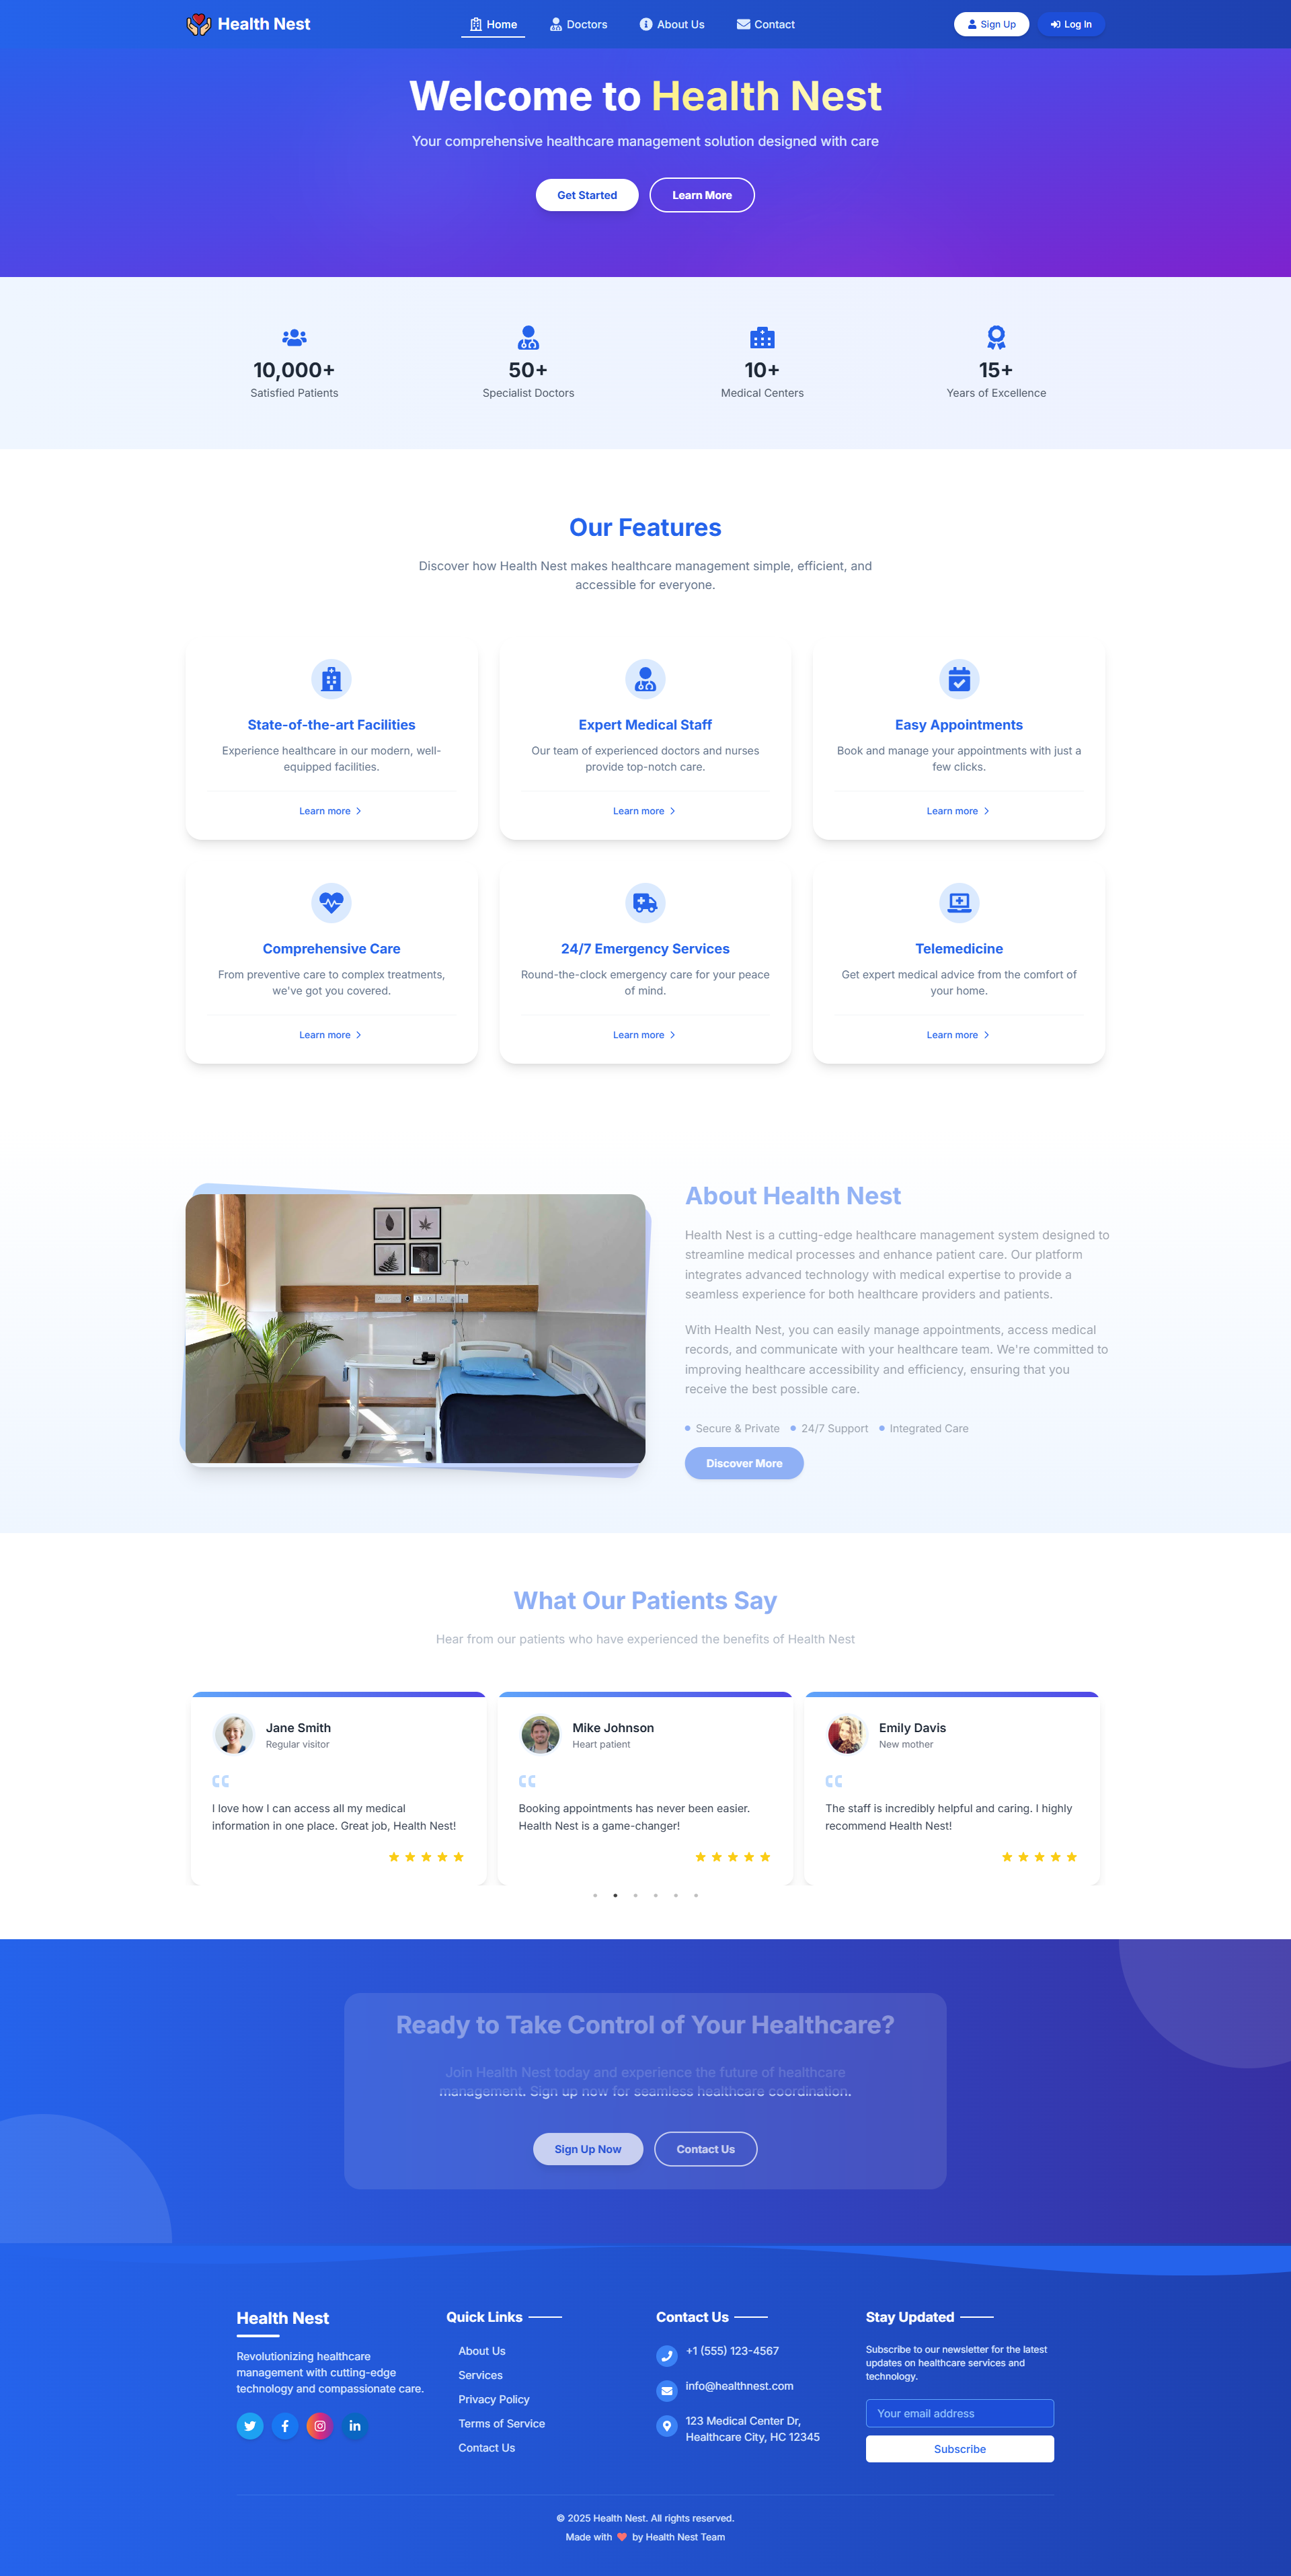 Health Nest
Home
Doctors
About Us
Contact
Sign Up
Log In
Welcome to Health Nest
Your comprehensive healthcare management solution designed with care
Get Started
Learn More
10,000+
Satisfied Patients
50+
Specialist Doctors
10+
Medical Centers
15+
Years of Excellence
Our Features
Discover how Health Nest makes healthcare management simple, efficient, and
accessible for everyone.
State-of-the-art Facilities
Experience healthcare in our modern, well-
equipped facilities.
Learn more
Expert Medical Staff
Our team of experienced doctors and nurses
provide top-notch care.
Learn more
Easy Appointments
Book and manage your appointments with just a
few clicks.
Learn more
Comprehensive Care
From preventive care to complex treatments,
we've got you covered.
Learn more
24/7 Emergency Services
Round-the-clock emergency care for your peace
of mind.
Learn more
Telemedicine
Get expert medical advice from the comfort of
your home.
Learn more
About Health Nest
Health Nest is a cutting-edge healthcare management system designed to
streamline medical processes and enhance patient care. Our platform
integrates advanced technology with medical expertise to provide a
seamless experience for both healthcare providers and patients.
With Health Nest, you can easily manage appointments, access medical
records, and communicate with your healthcare team. We're committed to
improving healthcare accessibility and efficiency, ensuring that you
receive the best possible care.
Secure & Private
24/7 Support
Integrated Care
Discover More
What Our Patients Say
Hear from our patients who have experienced the benefits of Health Nest
Jane Smith
Regular visitor
I love how I can access all my medical
information in one place. Great job, Health Nest!
Mike Johnson
Heart patient
Booking appointments has never been easier.
Health Nest is a game-changer!
Emily Davis
New mother
The staff is incredibly helpful and caring. I highly
recommend Health Nest!
Ready to Take Control of Your Healthcare?
Join Health Nest today and experience the future of healthcare
management. Sign up now for seamless healthcare coordination.
Sign Up Now
Contact Us
Health Nest
Revolutionizing healthcare
management with cutting-edge
technology and compassionate care.
Quick Links
About Us
Services
Privacy Policy
Terms of Service
Contact Us
Contact Us
+1 (555) 123-4567
info@healthnest.com
123 Medical Center Dr,
Healthcare City, HC 12345
Stay Updated
Subscribe to our newsletter for the latest
updates on healthcare services and
technology.
Your email address
Subscribe
© 2025 Health Nest. All rights reserved.
Made with ❤ by Health Nest Team